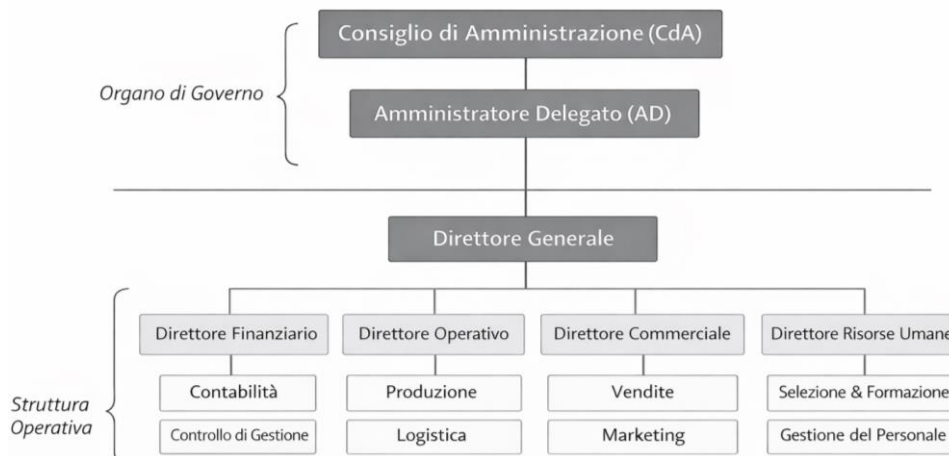 Consiglio di Amministrazione (CdA)
Organo di Governo
Amministratore Delegato (AD)
Direttore Generale
Direttore Finanziario
Direttore Operativo
Direttore Commerciale
Direttore Risorse Umane
Contabilità
Produzione
Vendite
Selezione & Formazione
Struttura
Operativa
Controllo di Gestione
Logistica
Marketing
Gestione del Personale